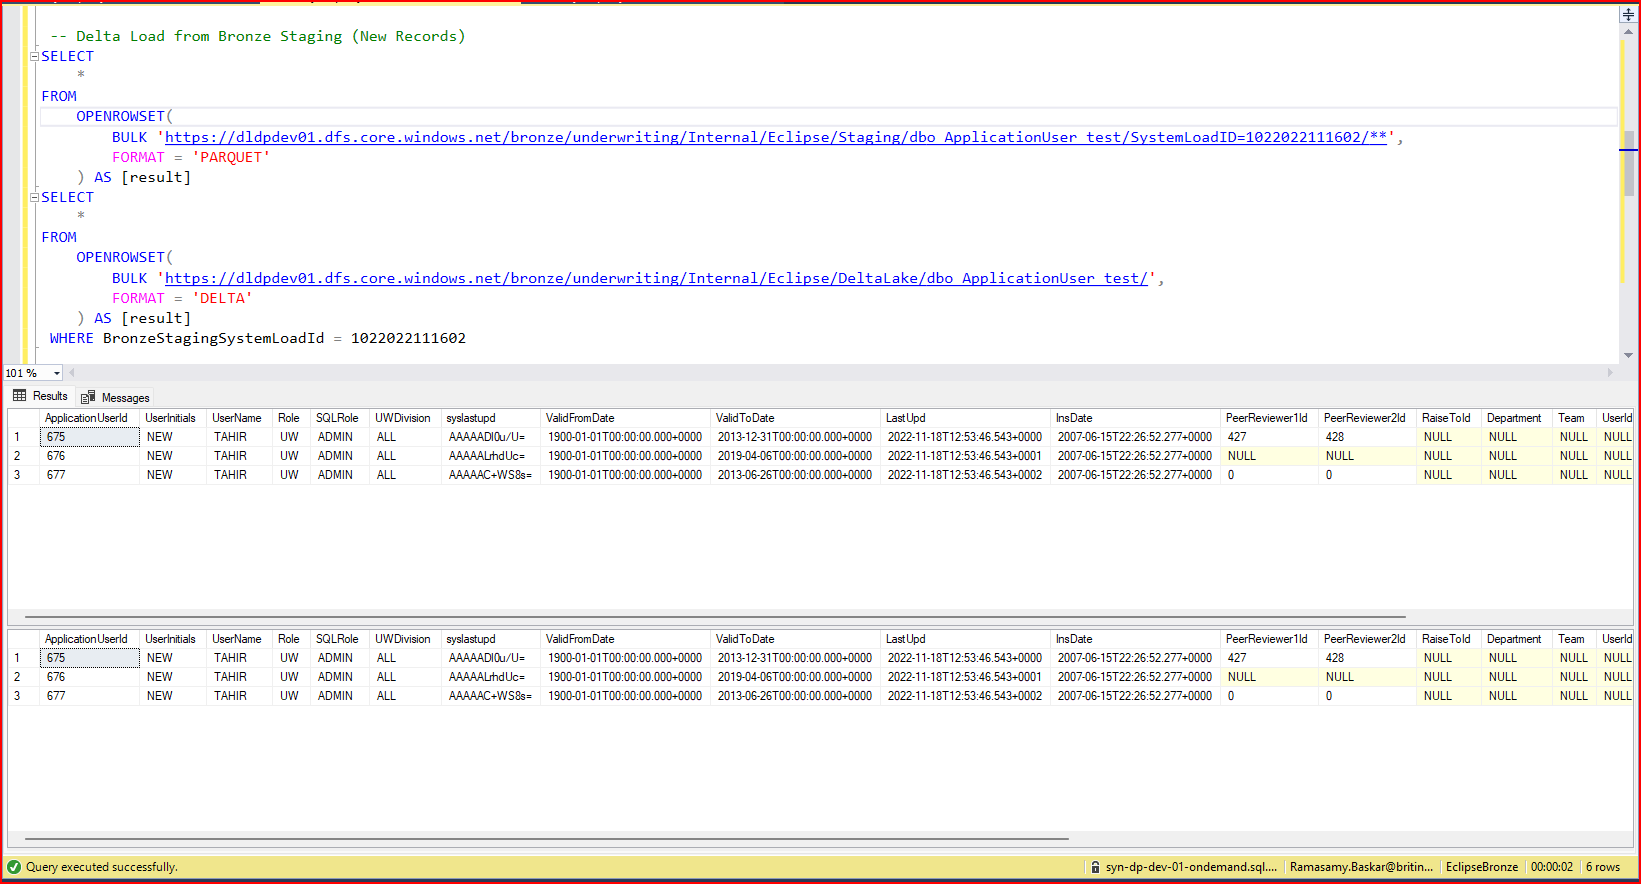 -- Delta Load from Bronze Staging (New Records)
SELECT
*
FROM
OPENROWSET(
BULK 'https://dldpdev01.dfs.core.windows.net/bronze/underwriting/Internal/Eclipse/Staging/dbo_ApplicationUser_test/SystemLoadID=1022022111602/**',
FORMAT = 'PARQUET'
) AS [result]
SELECT
*
FROM
OPENROWSET(
BULK 'https://dldpdev01.dfs.core.windows.net/bronze/underwriting/Internal/Eclipse/DeltaLake/dbo_ApplicationUser_test/',
FORMAT = 'DELTA'
) AS [result]
WHERE BronzeStagingSystemLoadId = 1022022111602
101 %
Results Messages
ApplicationUserId UserInitials UserName Role SQLRole UWDivision syslastupd ValidFromDate ValidToDate LastUpd InsDate PeerReviewer1Id PeerReviewer2Id RaiseToId Department Team UserId
1 675 NEW TAHIR UW ADMIN ALL AAAAADI0u/U= 1900-01-01T00:00:00.000+0000 2013-12-31T00:00:00.000+0000 2022-11-18T12:53:46.543+0000 2007-06-15T22:26:52.277+0000 427 428 NULL NULL NULL NULL
2 676 NEW TAHIR UW ADMIN ALL AAAAALrhdUc= 1900-01-01T00:00:00.000+0000 2019-04-06T00:00:00.000+0000 2022-11-18T12:53:46.543+0001 2007-06-15T22:26:52.277+0000 NULL NULL NULL NULL NULL NULL
3 677 NEW TAHIR UW ADMIN ALL AAAAAC+WS8s= 1900-01-01T00:00:00.000+0000 2013-06-26T00:00:00.000+0000 2022-11-18T12:53:46.543+0002 2007-06-15T22:26:52.277+0000 0 0 NULL NULL NULL NULL
ApplicationUserId UserInitials UserName Role SQLRole UWDivision syslastupd ValidFromDate ValidToDate LastUpd InsDate PeerReviewer1Id PeerReviewer2Id RaiseToId Department Team UserId
1 675 NEW TAHIR UW ADMIN ALL AAAAADI0u/U= 1900-01-01T00:00:00.000+0000 2013-12-31T00:00:00.000+0000 2022-11-18T12:53:46.543+0000 2007-06-15T22:26:52.277+0000 427 428 NULL NULL NULL NULL
2 676 NEW TAHIR UW ADMIN ALL AAAAALrhdUc= 1900-01-01T00:00:00.000+0000 2019-04-06T00:00:00.000+0000 2022-11-18T12:53:46.543+0001 2007-06-15T22:26:52.277+0000 NULL NULL NULL NULL NULL NULL
3 677 NEW TAHIR UW ADMIN ALL AAAAAC+WS8s= 1900-01-01T00:00:00.000+0000 2013-06-26T00:00:00.000+0000 2022-11-18T12:53:46.543+0002 2007-06-15T22:26:52.277+0000 0 0 NULL NULL NULL NULL
Query executed successfully. syn-dp-dev-01-ondemand.sql.... Ramasamy.Baskar@britin... EclipseBronze 00:00:02 6 rows